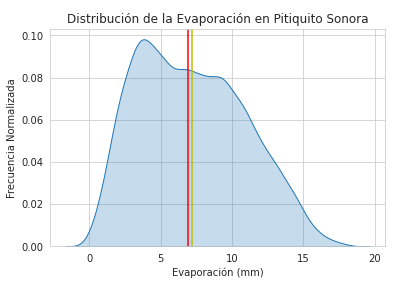 Distribución de la Evaporación en Pitiquito Sonora
0.10
0.08
0.06
0.04
0.02
0.00
Frecuencia Normalizada
0 5 10 15 20
Evaporación (mm)